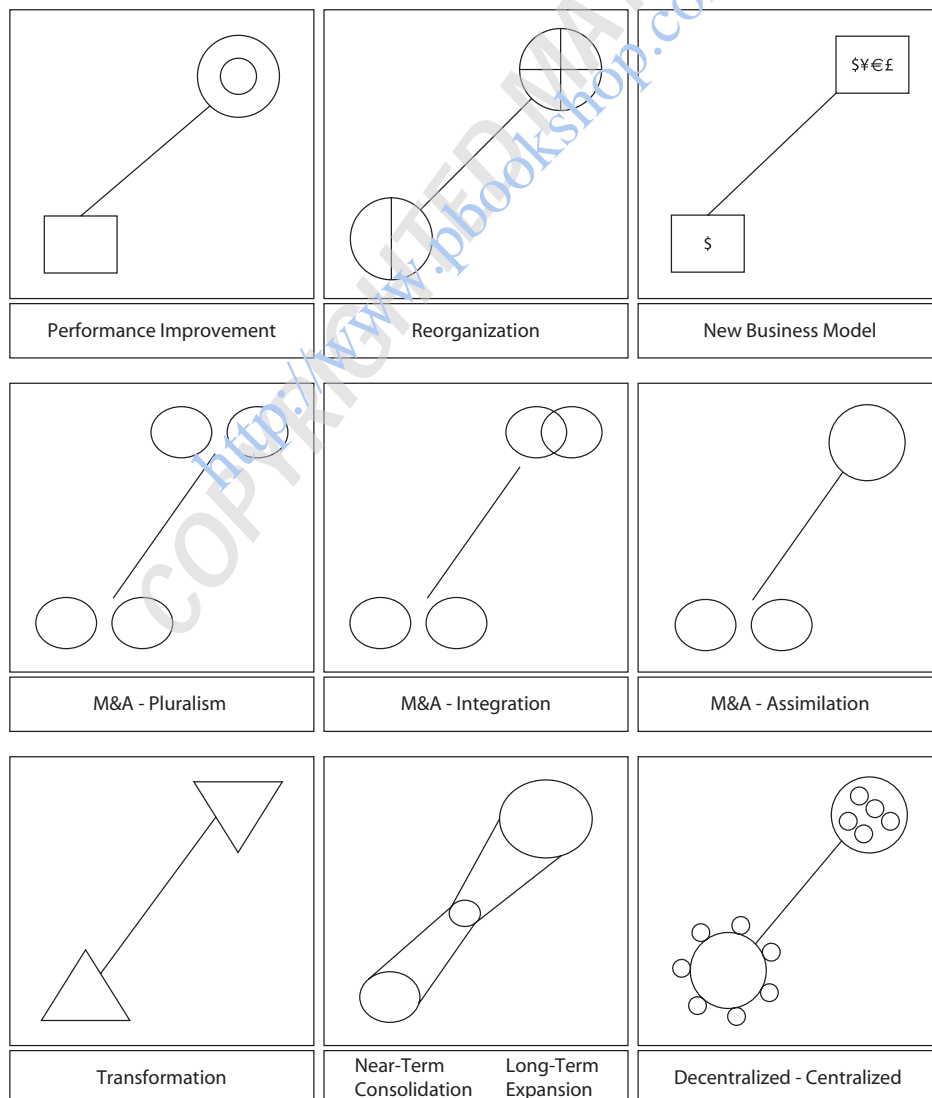 $¥€£
$
Performance Improvement
Reorganization
New Business Model
M&A - Pluralism
M&A - Integration
M&A - Assimilation
Transformation
Near-Term Long-Term
Consolidation Expansion
Decentralized - Centralized
COPYRIGHTED
http://www.pbookshop.co